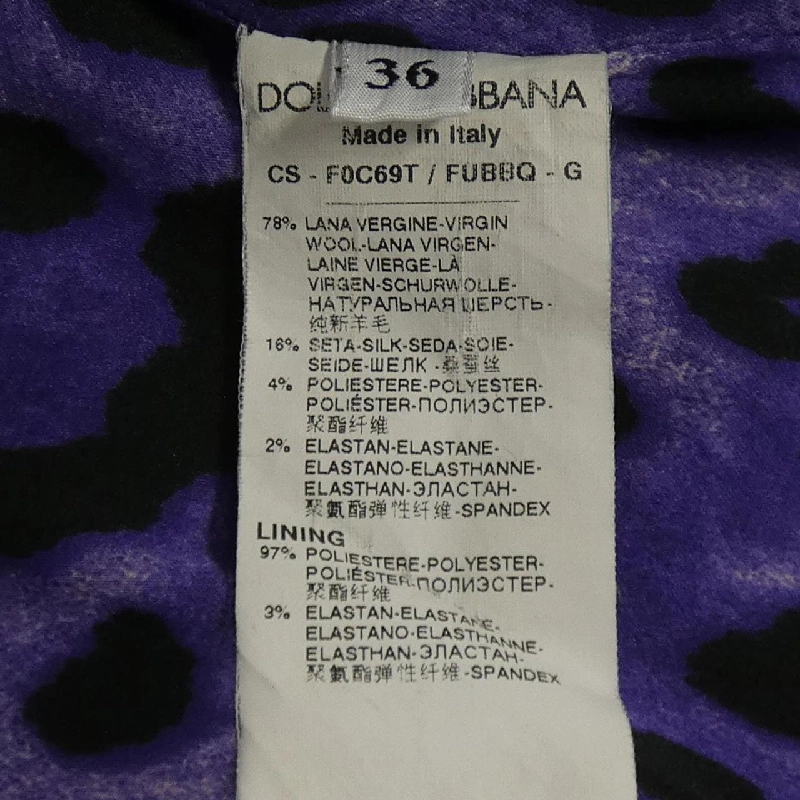 36
DOL BBANA
Made in Italy
CS - F0C69T / FUBBQ - G
78% LANA VERGINE-VIRGIN
WOOL-LANA VIRGEN-
LAINE VIERGE-LÀ
VIRGEN-SCHURWOLLE-
НАТУРАЛЬНАЯ ШЕРСТЬ-
纯新羊毛
16% SETA-SILK-SEDA-SOIE-
SEIDE-ШЕЛК -桑蚕丝
4% POLIESTERE-POLYESTER-
POLIÉSTER-ПОЛИЭСТЕР-
聚酯纤维
2% ELASTAN-ELASTANE-
ELASTANO-ELASTHANNE-
ELASTHAN-ЭЛАСТАН-
聚氨酯弹性纤维-SPANDEX
LINING
97% POLIESTERE-POLYESTER-
POLIÉSTER-ПОЛИЭСТЕР-
聚酯纤维
3% ELASTAN-ELASTANE-
ELASTANO-ELASTHANNE-
ELASTHAN-ЭЛАСТАН-
聚氨酯弹性纤维-SPANDEX